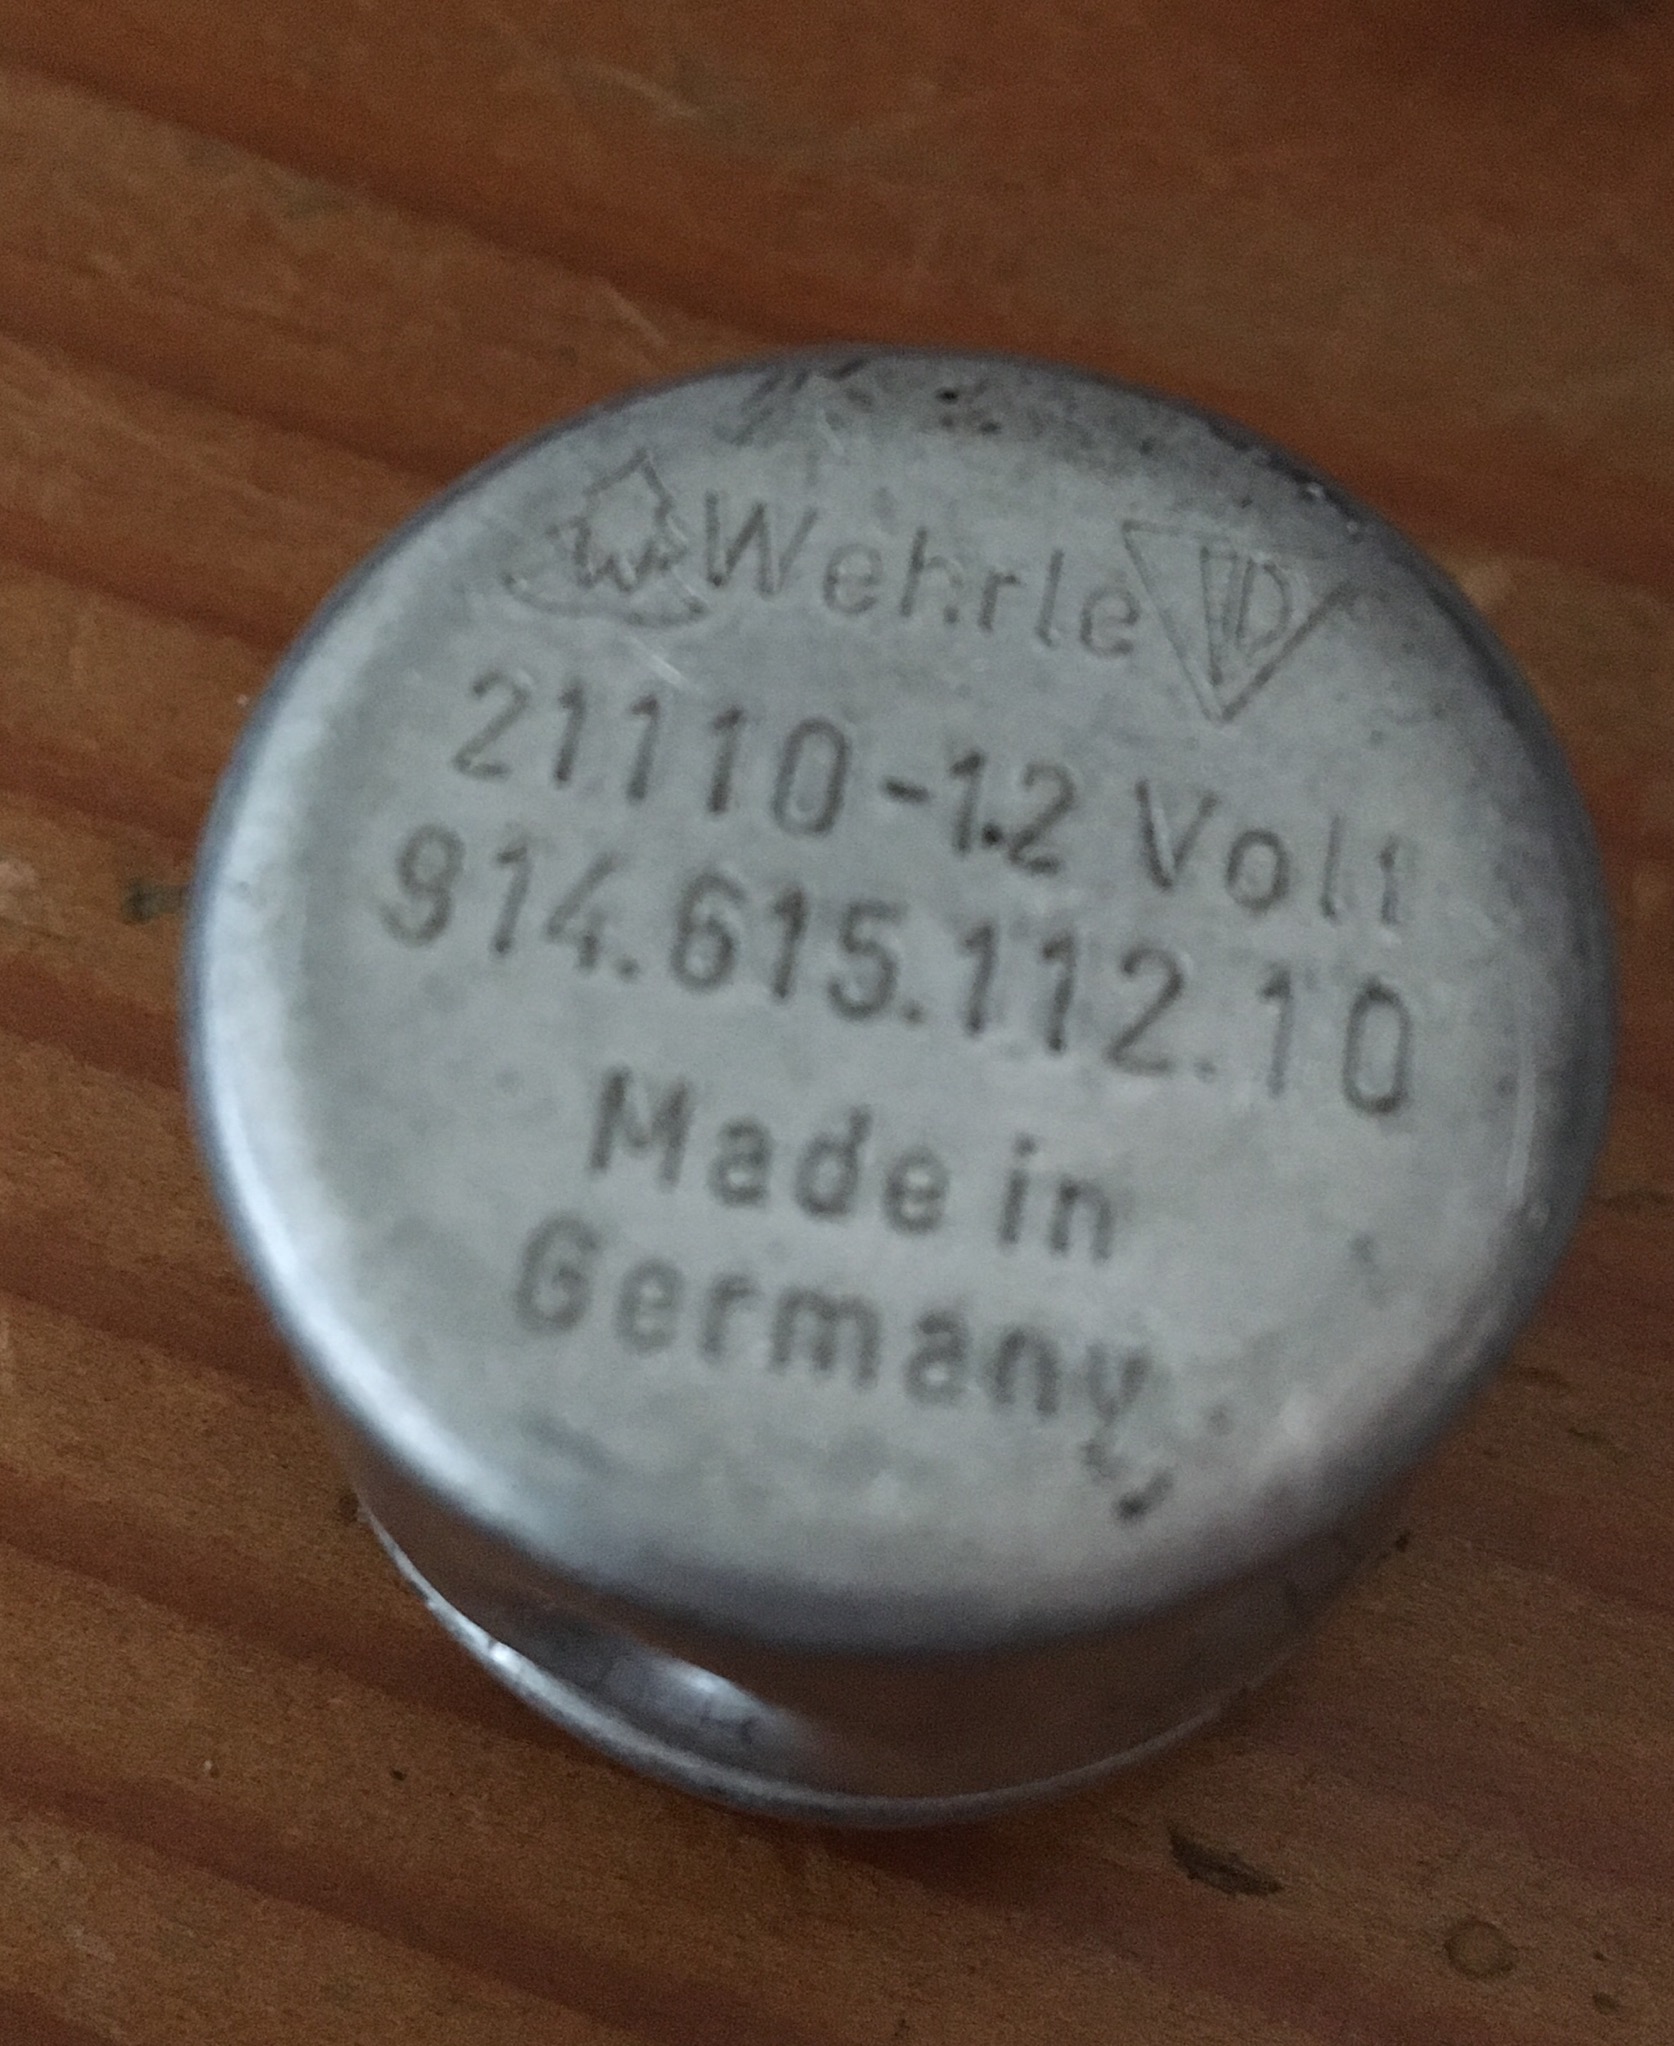 W Wehrle D
21110-12 Volt
914.615.112.10
Made in
Germany